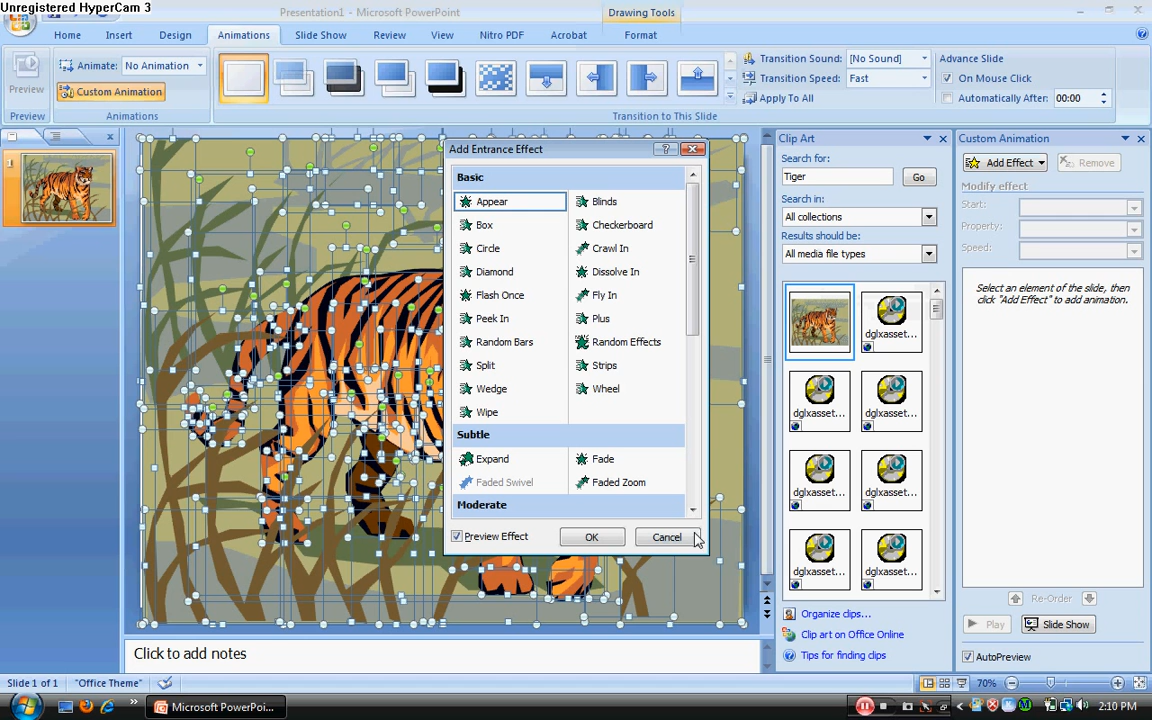 Unregistered HyperCam 3
Presentation1 - Microsoft PowerPoint
Drawing Tools
Home
Insert
Design
Animations
Slide Show
Review
View
Nitro PDF
Acrobat
Format
Preview
Animate:
No Animation
Custom Animation
Transition Sound:
[No Sound]
Transition Speed:
Fast
Apply To All
Advance Slide
On Mouse Click
Automatically After:
00:00
Preview
Animations
Transition to This Slide
1
Add Entrance Effect
Basic
Appear
Blinds
Box
Checkerboard
Circle
Crawl In
Diamond
Dissolve In
Flash Once
Fly In
Peek In
Plus
Random Bars
Random Effects
Split
Strips
Wedge
Wheel
Wipe
Subtle
Expand
Fade
Faded Swivel
Faded Zoom
Moderate
Preview Effect
OK
Cancel
Clip Art
Search for:
Tiger
Go
Search in:
All collections
Results should be:
All media file types
dglxasset...
dglxasset...
dglxasset...
dglxasset...
dglxasset...
dglxasset...
dglxasset...
Organize clips...
Clip art on Office Online
Tips for finding clips
Custom Animation
Add Effect
Remove
Modify effect
Start:
Property:
Speed:
Select an element of the slide, then
click "Add Effect" to add animation.
Re-Order
Play
Slide Show
AutoPreview
Click to add notes
Slide 1 of 1
"Office Theme"
70%
Microsoft PowerPoi...
2:10 PM